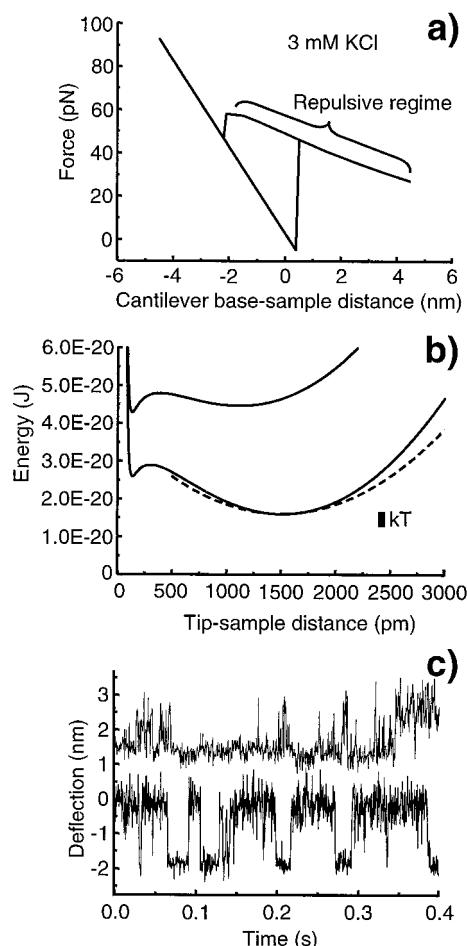 a)
3 mM KCl
Repulsive regime
Force (pN)
100
80
60
40
20
0
-6 -4 -2 0 2 4 6
Cantilever base-sample distance (nm)
b)
Energy (J)
6.0E-20
5.0E-20
4.0E-20
3.0E-20
2.0E-20
1.0E-20
0
kT
0 500 1000 1500 2000 2500 3000
Tip-sample distance (pm)
c)
Deflection (nm)
3
2
1
0
-1
-2
0.0 0.1 0.2 0.3 0.4
Time (s)